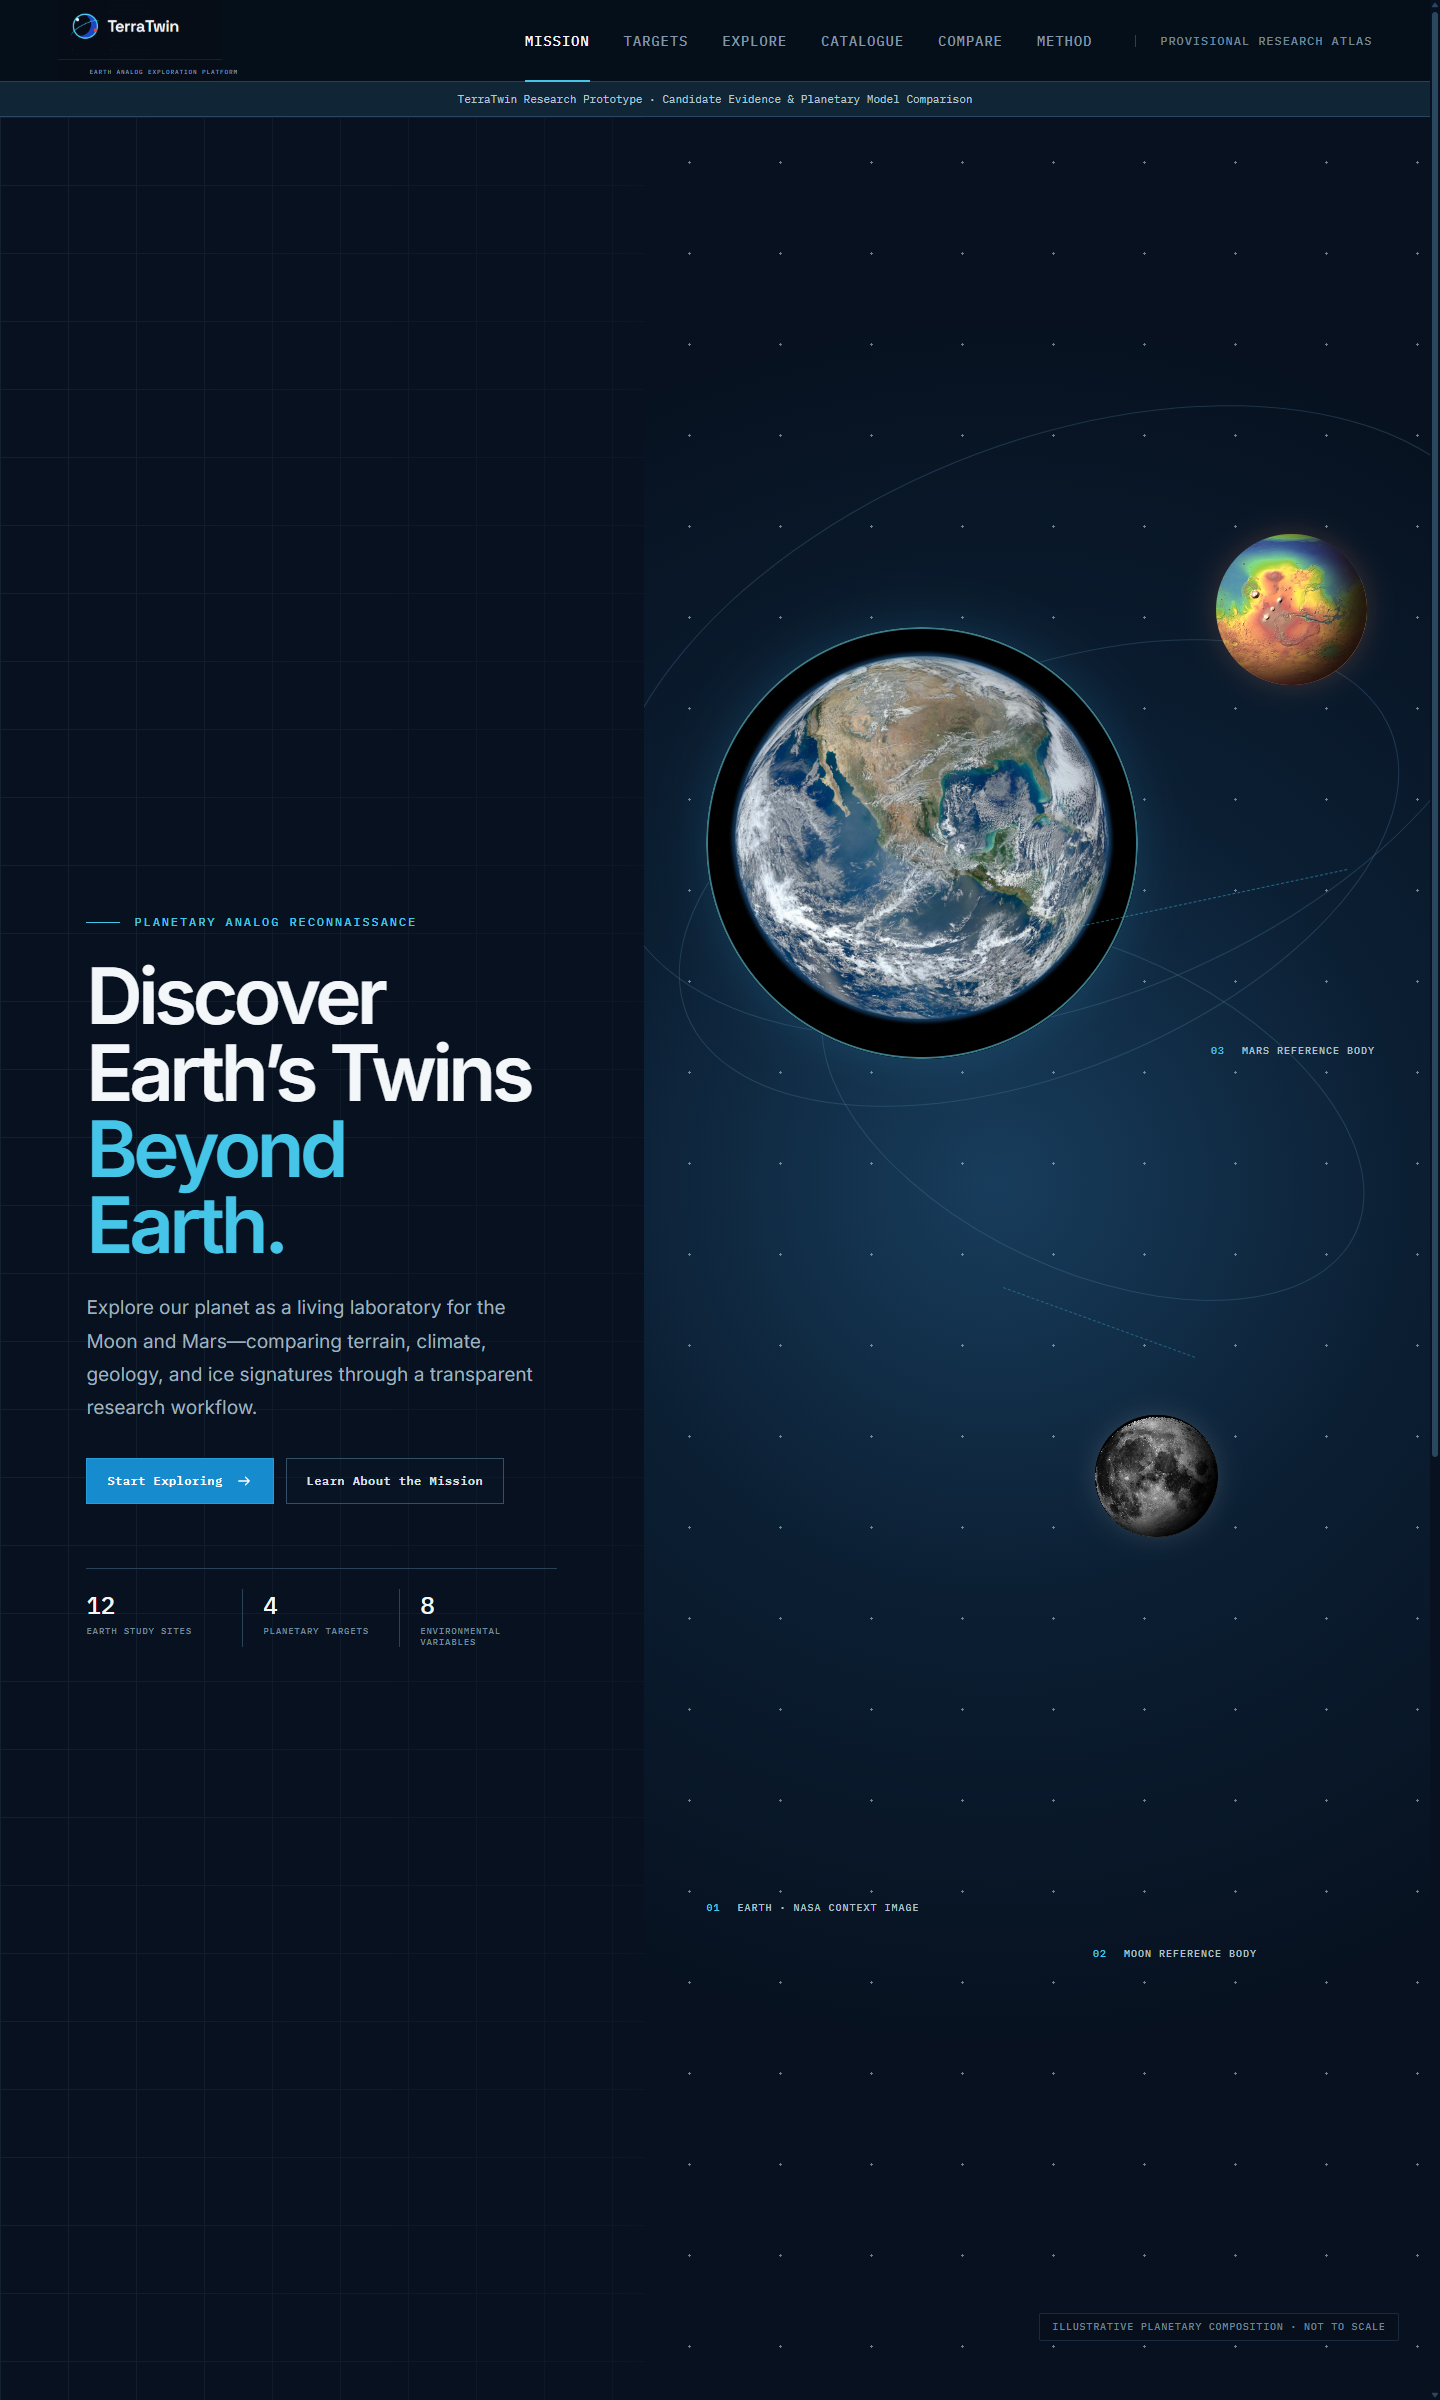 TerraTwin
EARTH ANALOG EXPLORATION PLATFORM
MISSION
TARGETS
EXPLORE
CATALOGUE
COMPARE
METHOD
PROVISIONAL RESEARCH ATLAS
TerraTwin Research Prototype · Candidate Evidence & Planetary Model Comparison
PLANETARY ANALOG RECONNAISSANCE
Discover
Earth’s Twins
Beyond
Earth.
Explore our planet as a living laboratory for the
Moon and Mars—comparing terrain, climate,
geology, and ice signatures through a transparent
research workflow.
Start Exploring →
Learn About the Mission
12
EARTH STUDY SITES
4
PLANETARY TARGETS
8
ENVIRONMENTAL
VARIABLES
03 MARS REFERENCE BODY
01 EARTH · NASA CONTEXT IMAGE
02 MOON REFERENCE BODY
ILLUSTRATIVE PLANETARY COMPOSITION · NOT TO SCALE